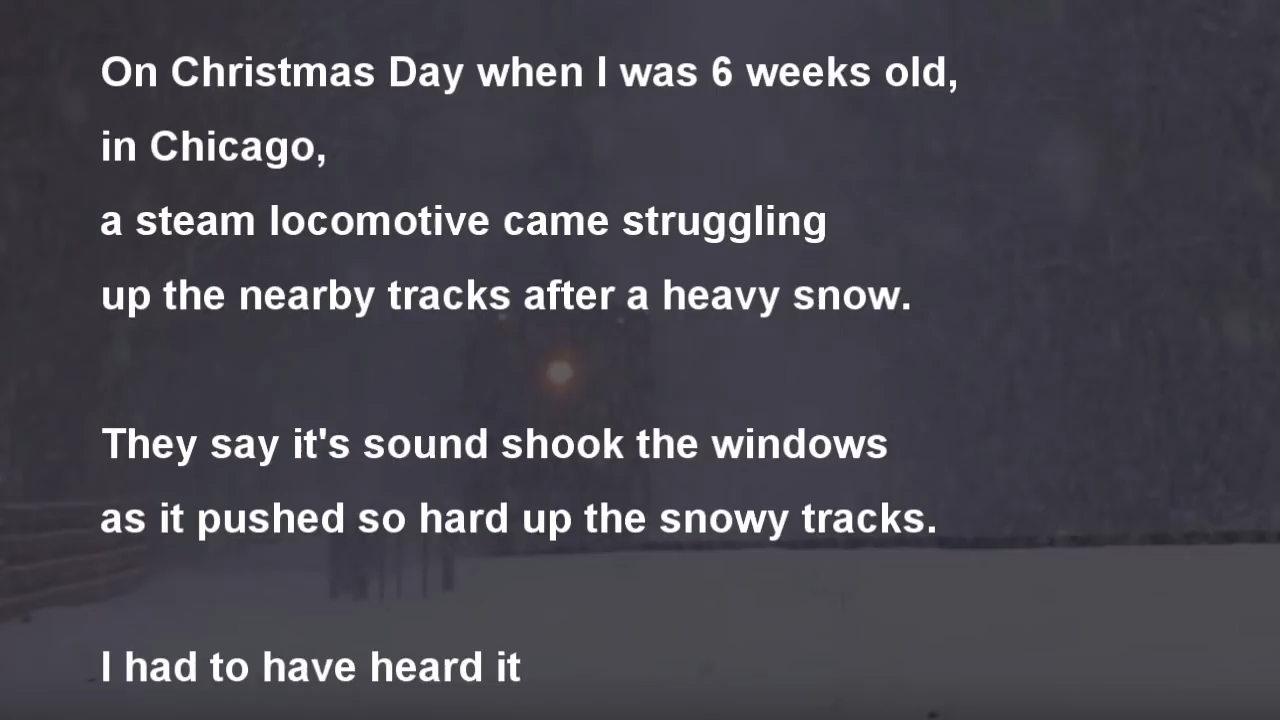 On Christmas Day when I was 6 weeks old,
in Chicago,
a steam locomotive came struggling
up the nearby tracks after a heavy snow.
They say it's sound shook the windows
as it pushed so hard up the snowy tracks.
I had to have heard it